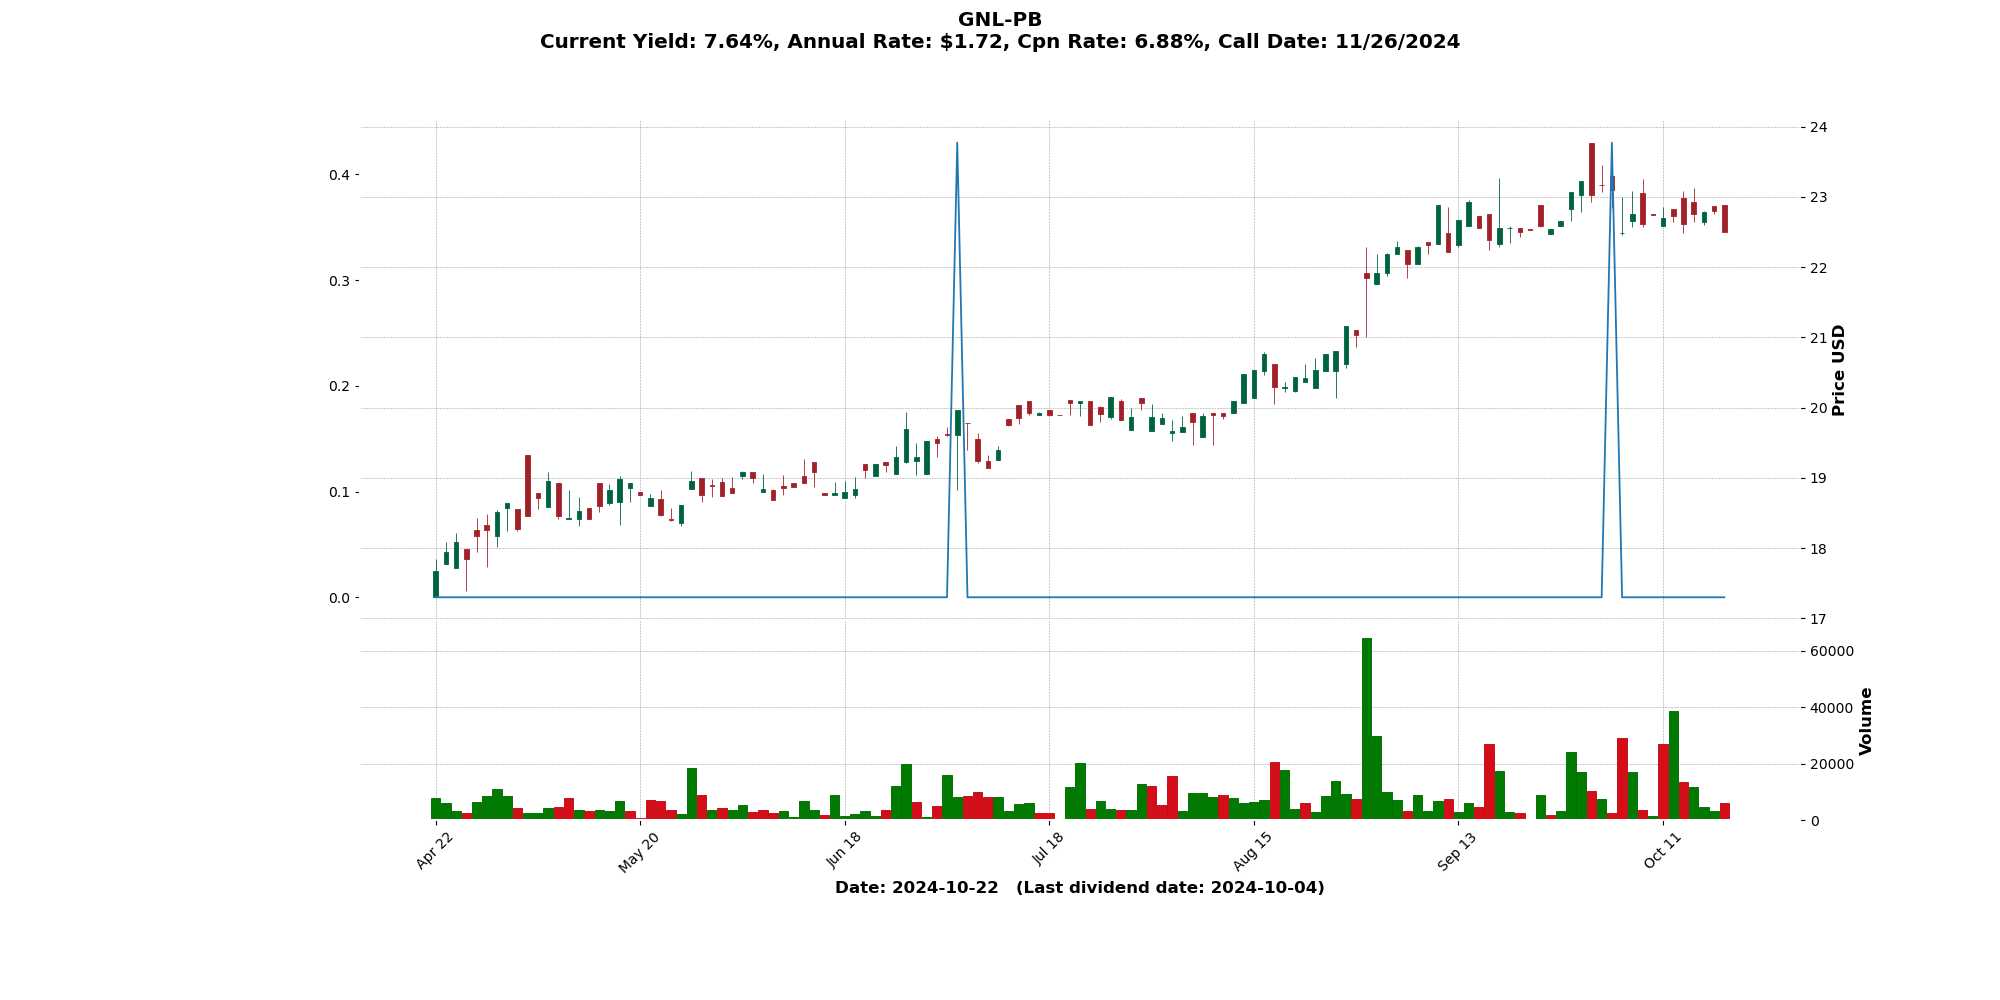 GNL-PB
Current Yield: 7.64%, Annual Rate: $1.72, Cpn Rate: 6.88%, Call Date: 11/26/2024
24
0.4
23
22
0.3
21
Price USD
0.2
20
19
0.1
18
0.0
17
60000
40000
Volume
20000
0
Apr 22
May 20
Jun 18
Jul 18
Aug 15
Sep 13
Oct 11
Date: 2024-10-22 (Last dividend date: 2024-10-04)